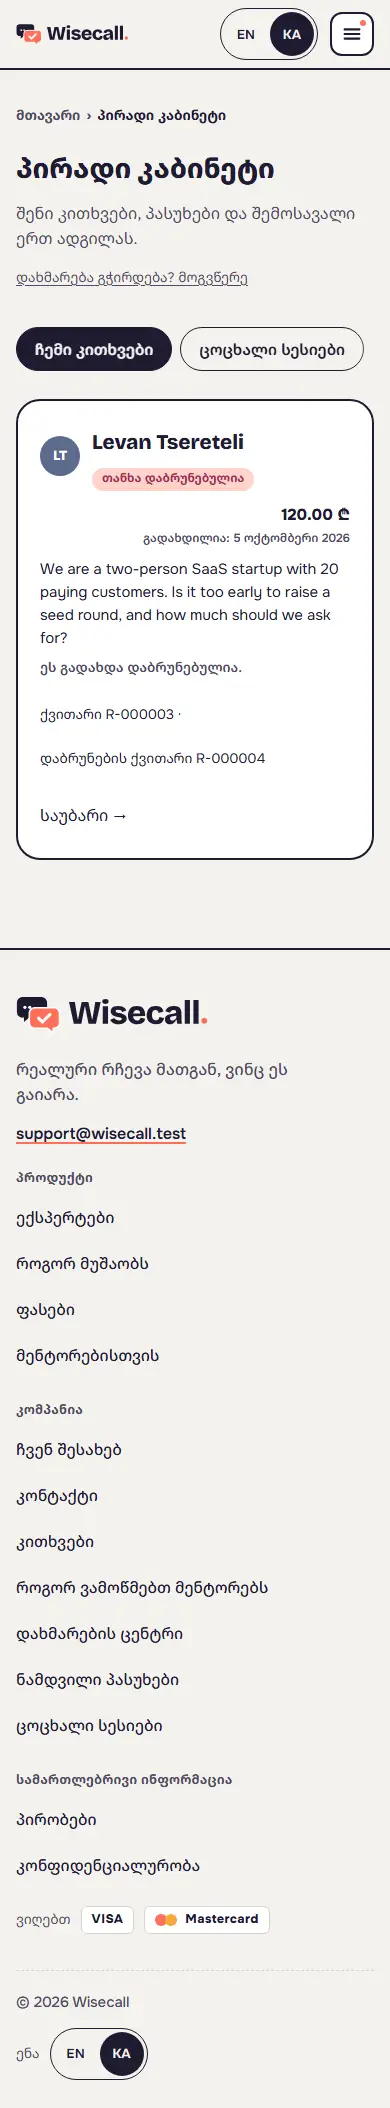 Wisecall.
EN KA
მთავარი › პირადი კაბინეტი
პირადი კაბინეტი
შენი კითხვები, პასუხები და შემოსავალი
ერთ ადგილას.
დახმარება გჭირდება? მოგვწერე
ჩემი კითხვები
ცოცხალი სესიები
LT
Levan Tsereteli
თანხა დაბრუნებულია
120.00 ₾
გადახდილია: 5 ოქტომბერი 2026
We are a two-person SaaS startup with 20
paying customers. Is it too early to raise a
seed round, and how much should we ask
for?
ეს გადახდა დაბრუნებულია.
ქვითარი R-000003 ·
დაბრუნების ქვითარი R-000004
საუბარი →
Wisecall.
რეალური რჩევა მათგან, ვინც ეს
გაიარა.
support@wisecall.test
პროდუქტი
ექსპერტები
როგორ მუშაობს
ფასები
მენტორებისთვის
კომპანია
ჩვენ შესახებ
კონტაქტი
კითხვები
როგორ ვამოწმებთ მენტორებს
დახმარების ცენტრი
ნამდვილი პასუხები
ცოცხალი სესიები
სამართლებრივი ინფორმაცია
პირობები
კონფიდენციალურობა
ვიღებთ VISA Mastercard
© 2026 Wisecall
ენა EN KA